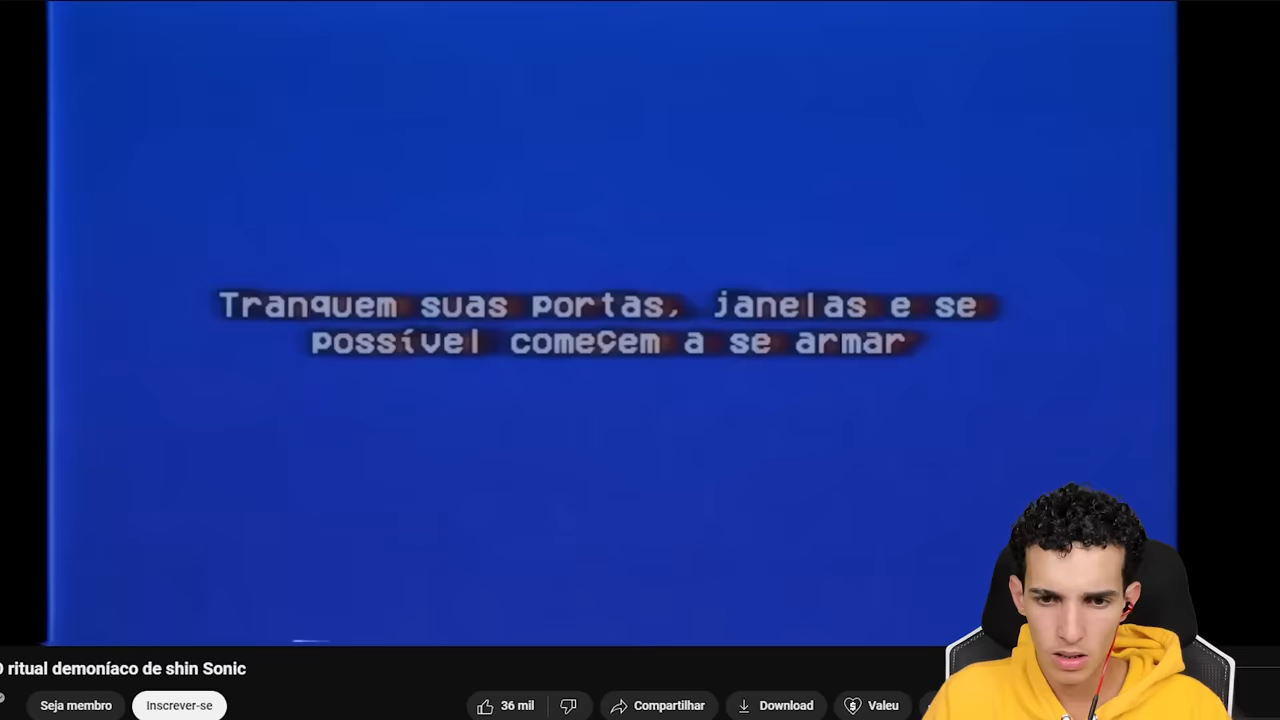 Tranquem suas portas, janelas e se
possível começem a se armar
ritual demoníaco de shin Sonic
Seja membro
Inscrever-se
36 mil
Compartilhar
Download
Valeu